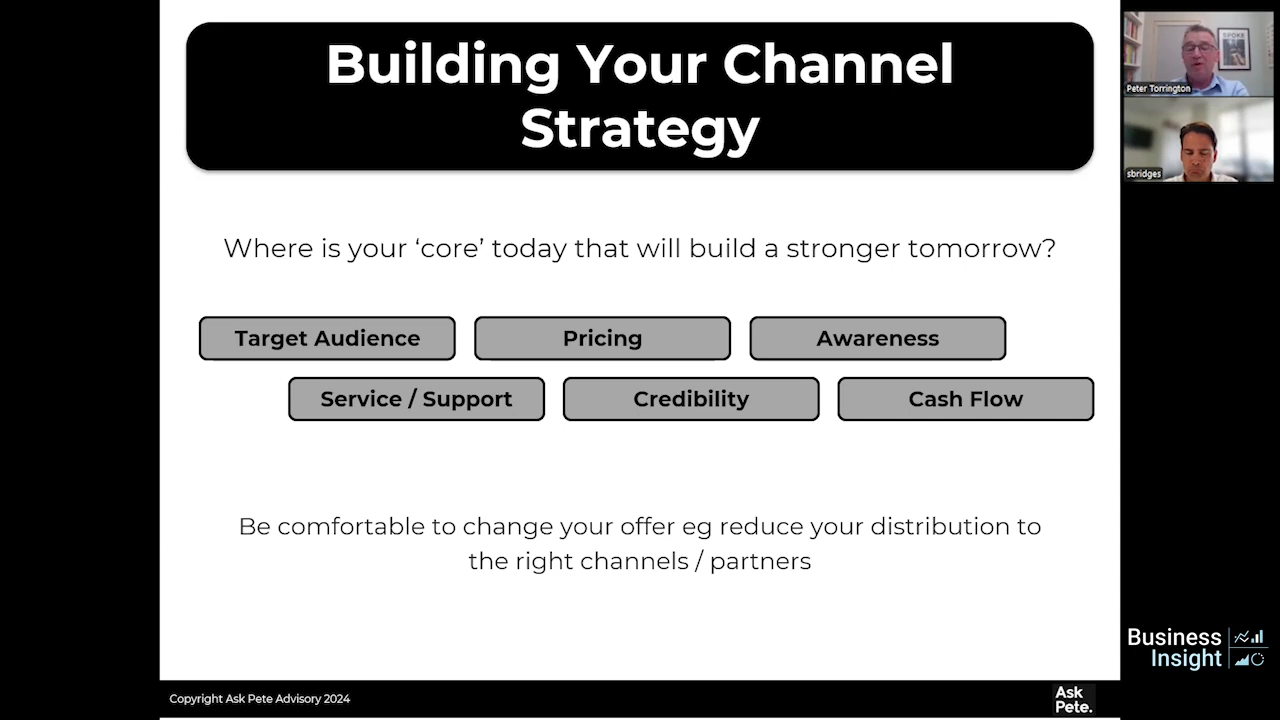 Building Your Channel
Strategy
Where is your ‘core’ today that will build a stronger tomorrow?
Target Audience
Pricing
Awareness
Service / Support
Credibility
Cash Flow
Be comfortable to change your offer eg reduce your distribution to
the right channels / partners
Copyright Ask Pete Advisory 2024
Ask
Pete.
SPOKE
Peter Torrington
sbridges
Business
Insight